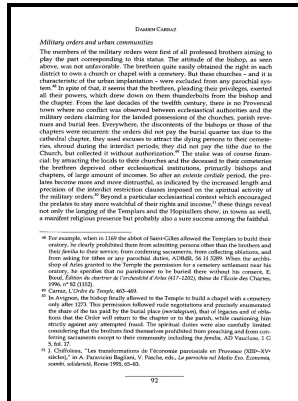 DAMIEN CARRAZ
Military orders and urban communities
The members of the military orders were first of all professed brothers aiming to
play the part corresponding to this status. The attitude of the bishop, as seen
above, was not unfavorable. The brethren quite easily obtained the right in each
district to own a church or chapel with a cemetery. But these churches – and it is
characteristic of the urban implantation – were excluded from any parochial sys-
tem.48 In spite of that, it seems that the brethren, pleading their privileges, exerted
all their powers, which drew down on them thunderbolts from the bishop and
the chapter. From the last decades of the twelfth century, there is no Provencal
town where no conflict was observed between ecclesiastical authorities and the
military orders claiming for the landed possessions of the churches, parish reve-
nues and burial fees. Everywhere, the discontents of the bishops or those of the
chapters were recurrent: the orders did not pay the burial quarter tax due to the
cathedral chapter, they used excuses to attract the dying persons to their cemete-
ries, shroud during the interdict periods; they did not pay the tithe due to the
Church, but collected it without authorization.49 The stake was of course finan-
cial: by attracting the locals to their churches and the deceased to their cemeteries
the brethren deprived other ecclesiastical institutions, primarily bishops and
chapters, of large amount of incomes. So after an entente cordiale period, the pre-
lates become more and more distrustful, as indicated by the increased length and
precision of the interdict restriction clauses imposed on the spiritual activity of
the military orders.50 Beyond a particular ecclesiastical context which encouraged
the prelates to stay more watched of their rights and income,51 these things reveal
not only the longing of the Templars and the Hopitallers show, in towns as well,
a manifest religious presence but probably also a sure success among the faithful.
48 For example, when in 1169 the abbot of Saint-Gilles allowed the Templars to build their
oratory, he clearly prohibited them from admitting persons other than the brothers and
their familia to their service, from conferring sacraments, from collecting oblations, and
from asking for tithes or any parochial duties, ADBdR, 56 H 5289. When the archbi-
shop of Arles granted to the Temple the permission for a cemetery settlement near his
oratory, he specifies that no parishioner to be buried there without his consent, E.
Barcel, Édition du chartrier de l'archevêché d'Arles (417–1202), thèse de l'École des Chartes,
1996, n° 82 (1152).
49 Carraz, L'Ordre du Temple, 463–469.
50 In Avignon, the bishop finally allowed to the Temple to build a chapel with a cemetery
only after 1273. This permission followed rude negotiations and precisely enumerated
the share of the tax paid by the burial place (mortalagium), that of legacies and of obla-
tions that the Order will return to the chapter or to the parish, while cautioning him
strictly against any attempted fraud. The spiritual duties were also carefully limited
considering that the brothers find themselves prohibited from preaching and from con-
ferring sacraments except to their community including the familia, AD Vaucluse, 1 G
5, fol. 37.
51 J. Chiffoleau, "Les transformations de l'économie paroissiale en Provence (XIIIe–XVe
siècles)", in A. Paravicini Bagliani, V. Pasche, eds., La parrochia nel Medio Evo. Economia,
scambi, solidarietà, Rome 1995, 65–83.
92